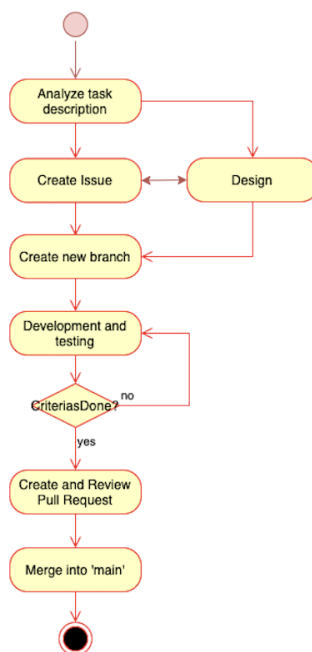 Analyze task
description
Create Issue
Design
Create new branch
Development and
testing
CriteriasDone?
no
yes
Create and Review
Pull Request
Merge into 'main'